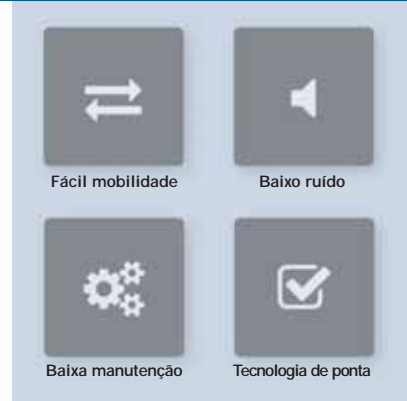 Fácil mobilidade
Baixo ruído
Baixa manutenção
Tecnologia de ponta